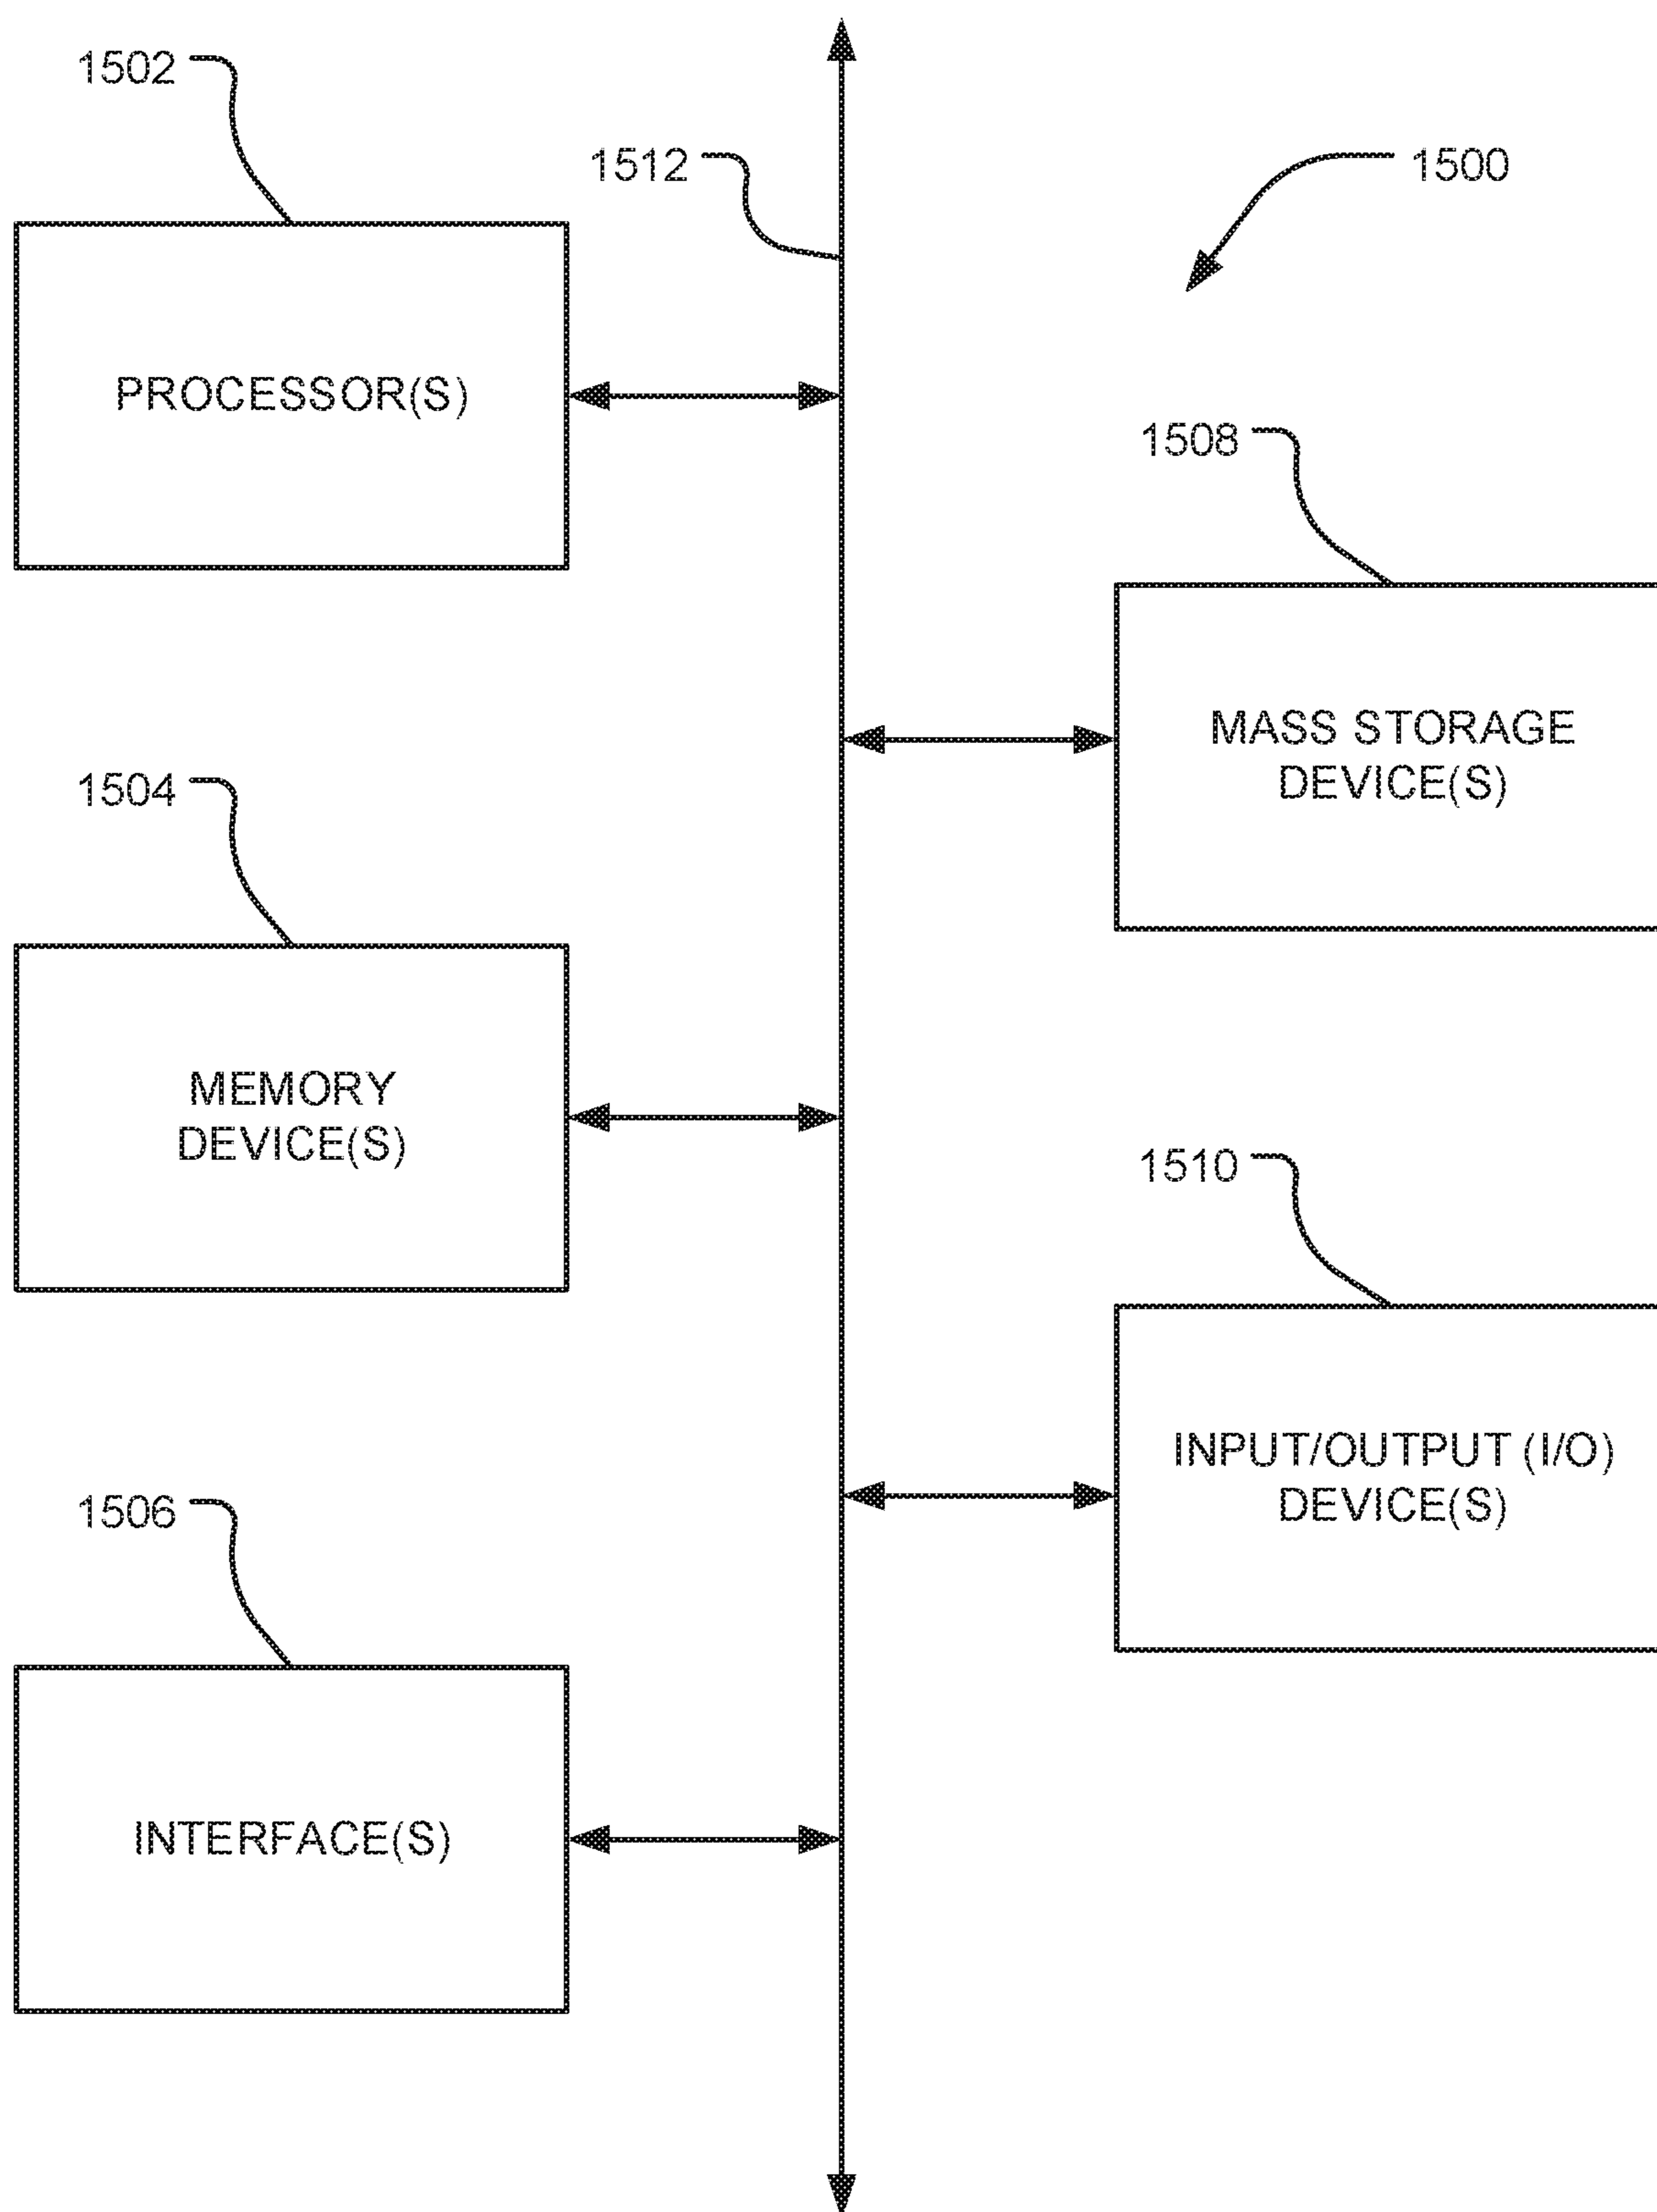 1502
1512
1500
PROCESSOR(S)
1508
MASS STORAGE
DEVICE(S)
1504
MEMORY
DEVICE(S)
1510
INPUT/OUTPUT (I/O)
DEVICE(S)
1506
INTERFACE(S)